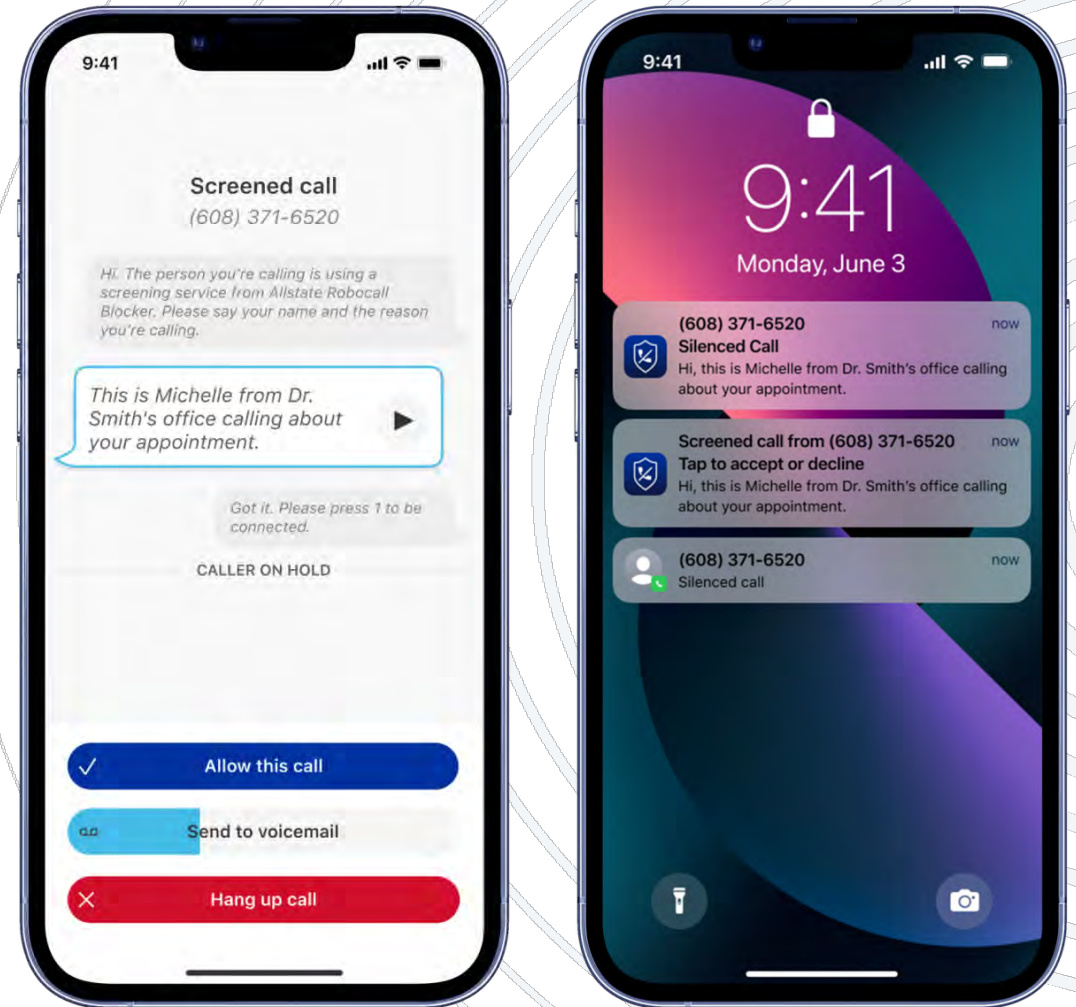 9:41
Screened call
(608) 371-6520
Hi. The person you're calling is using a
screening service from Allstate Robocall
Blocker. Please say your name and the reason
you're calling.
This is Michelle from Dr.
Smith's office calling about
your appointment.
Got it. Please press 1 to be
connected.
CALLER ON HOLD
Allow this call
Send to voicemail
Hang up call
9:41
9:41
Monday, June 3
(608) 371-6520 now
Silenced Call
Hi, this is Michelle from Dr. Smith's office calling
about your appointment.
Screened call from (608) 371-6520 now
Tap to accept or decline
Hi, this is Michelle from Dr. Smith's office calling
about your appointment.
(608) 371-6520 now
Silenced call